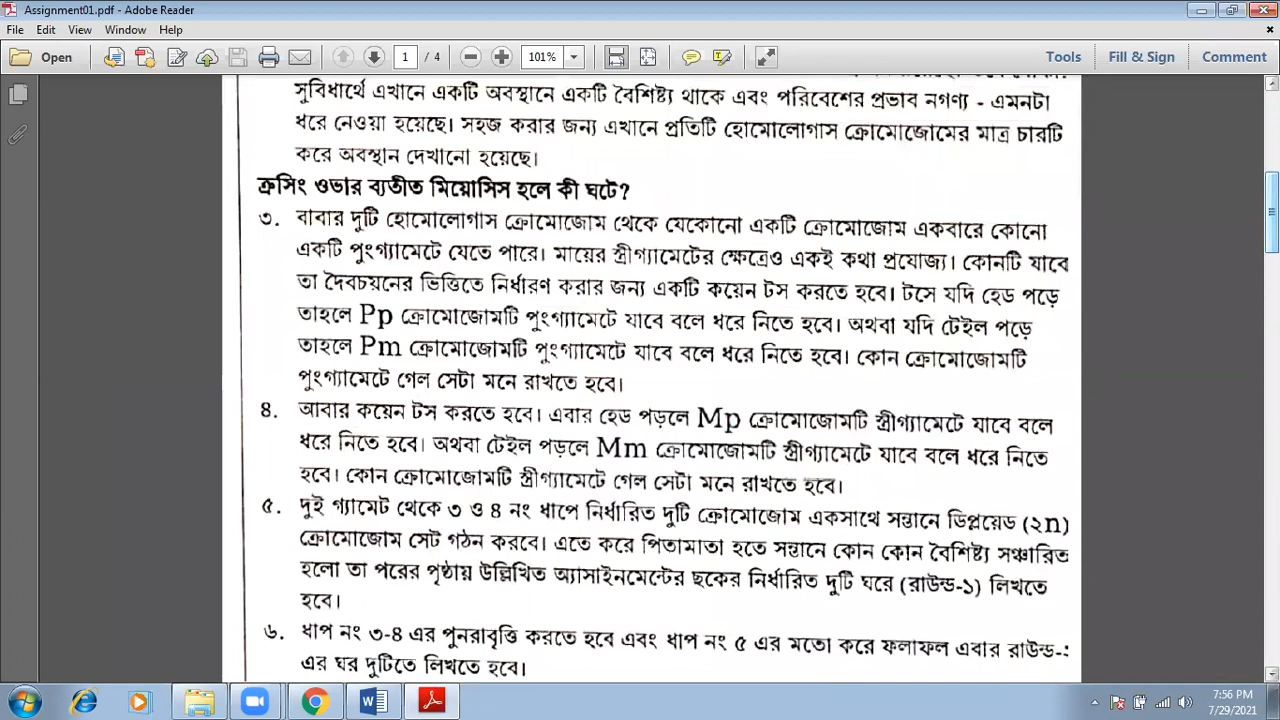 Assignment01.pdf - Adobe Reader
File Edit View Window Help
Open 1 / 4 101% Tools Fill & Sign Comment
সুবিধার্থে এখানে একটি অবস্থানে একটি বৈশিষ্ট্য থাকে এবং পরিবেশের প্রভাব নগণ্য - এমনটা
ধরে নেওয়া হয়েছে। সহজ করার জন্য এখানে প্রতিটি হোমোলোগাস ক্রোমোজোমের মাত্র চারটি
করে অবস্থান দেখানো হয়েছে।
ক্রসিং ওভার ব্যতীত মিয়োসিস হলে কী ঘটে?
৩. বাবার দুটি হোমোলোগাস ক্রোমোজোম থেকে যেকোনো একটি ক্রোমোজোম একবারে কোনো
একটি পুংগ্যামেটে যেতে পারে। মায়ের স্ত্রীগ্যামেটের ক্ষেত্রেও একই কথা প্রযোজ্য। কোনটি যাবে
তা দৈবচয়নের ভিত্তিতে নির্ধারণ করার জন্য একটি কয়েন টস করতে হবে। টসে যদি হেড পড়ে
তাহলে Pp ক্রোমোজোমটি পুংগ্যামেটে যাবে বলে ধরে নিতে হবে। অথবা যদি টেইল পড়ে
তাহলে Pm ক্রোমোজোমটি পুংগ্যামেটে যাবে বলে ধরে নিতে হবে। কোন ক্রোমোজোমটি
পুংগ্যামেটে গেল সেটা মনে রাখতে হবে।
৪. আবার কয়েন টস করতে হবে। এবার হেড পড়লে Mp ক্রোমোজোমটি স্ত্রীগ্যামেটে যাবে বলে
ধরে নিতে হবে। অথবা টেইল পড়লে Mm ক্রোমোজোমটি স্ত্রীগ্যামেটে যাবে বলে ধরে নিতে
হবে। কোন ক্রোমোজোমটি স্ত্রীগ্যামেটে গেল সেটা মনে রাখতে হবে।
৫. দুই গ্যামেট থেকে ৩ ও ৪ নং ধাপে নির্ধারিত দুটি ক্রোমোজোম একসাথে সন্তানে ডিপ্লয়েড (২n)
ক্রোমোজোম সেট গঠন করবে। এতে করে পিতামাতা হতে সন্তানে কোন কোন বৈশিষ্ট্য সঞ্চারিত
হলো তা পরের পৃষ্ঠায় উল্লিখিত অ্যাসাইনমেন্টের ছকের নির্ধারিত দুটি ঘরে (রাউন্ড-১) লিখতে
হবে।
৬. ধাপ নং ৩-৪ এর পুনরাবৃত্তি করতে হবে এবং ধাপ নং ৫ এর মতো করে ফলাফল এবার রাউন্ড-
এর ঘর দুটিতে লিখতে হবে।
7:56 PM
7/29/2021